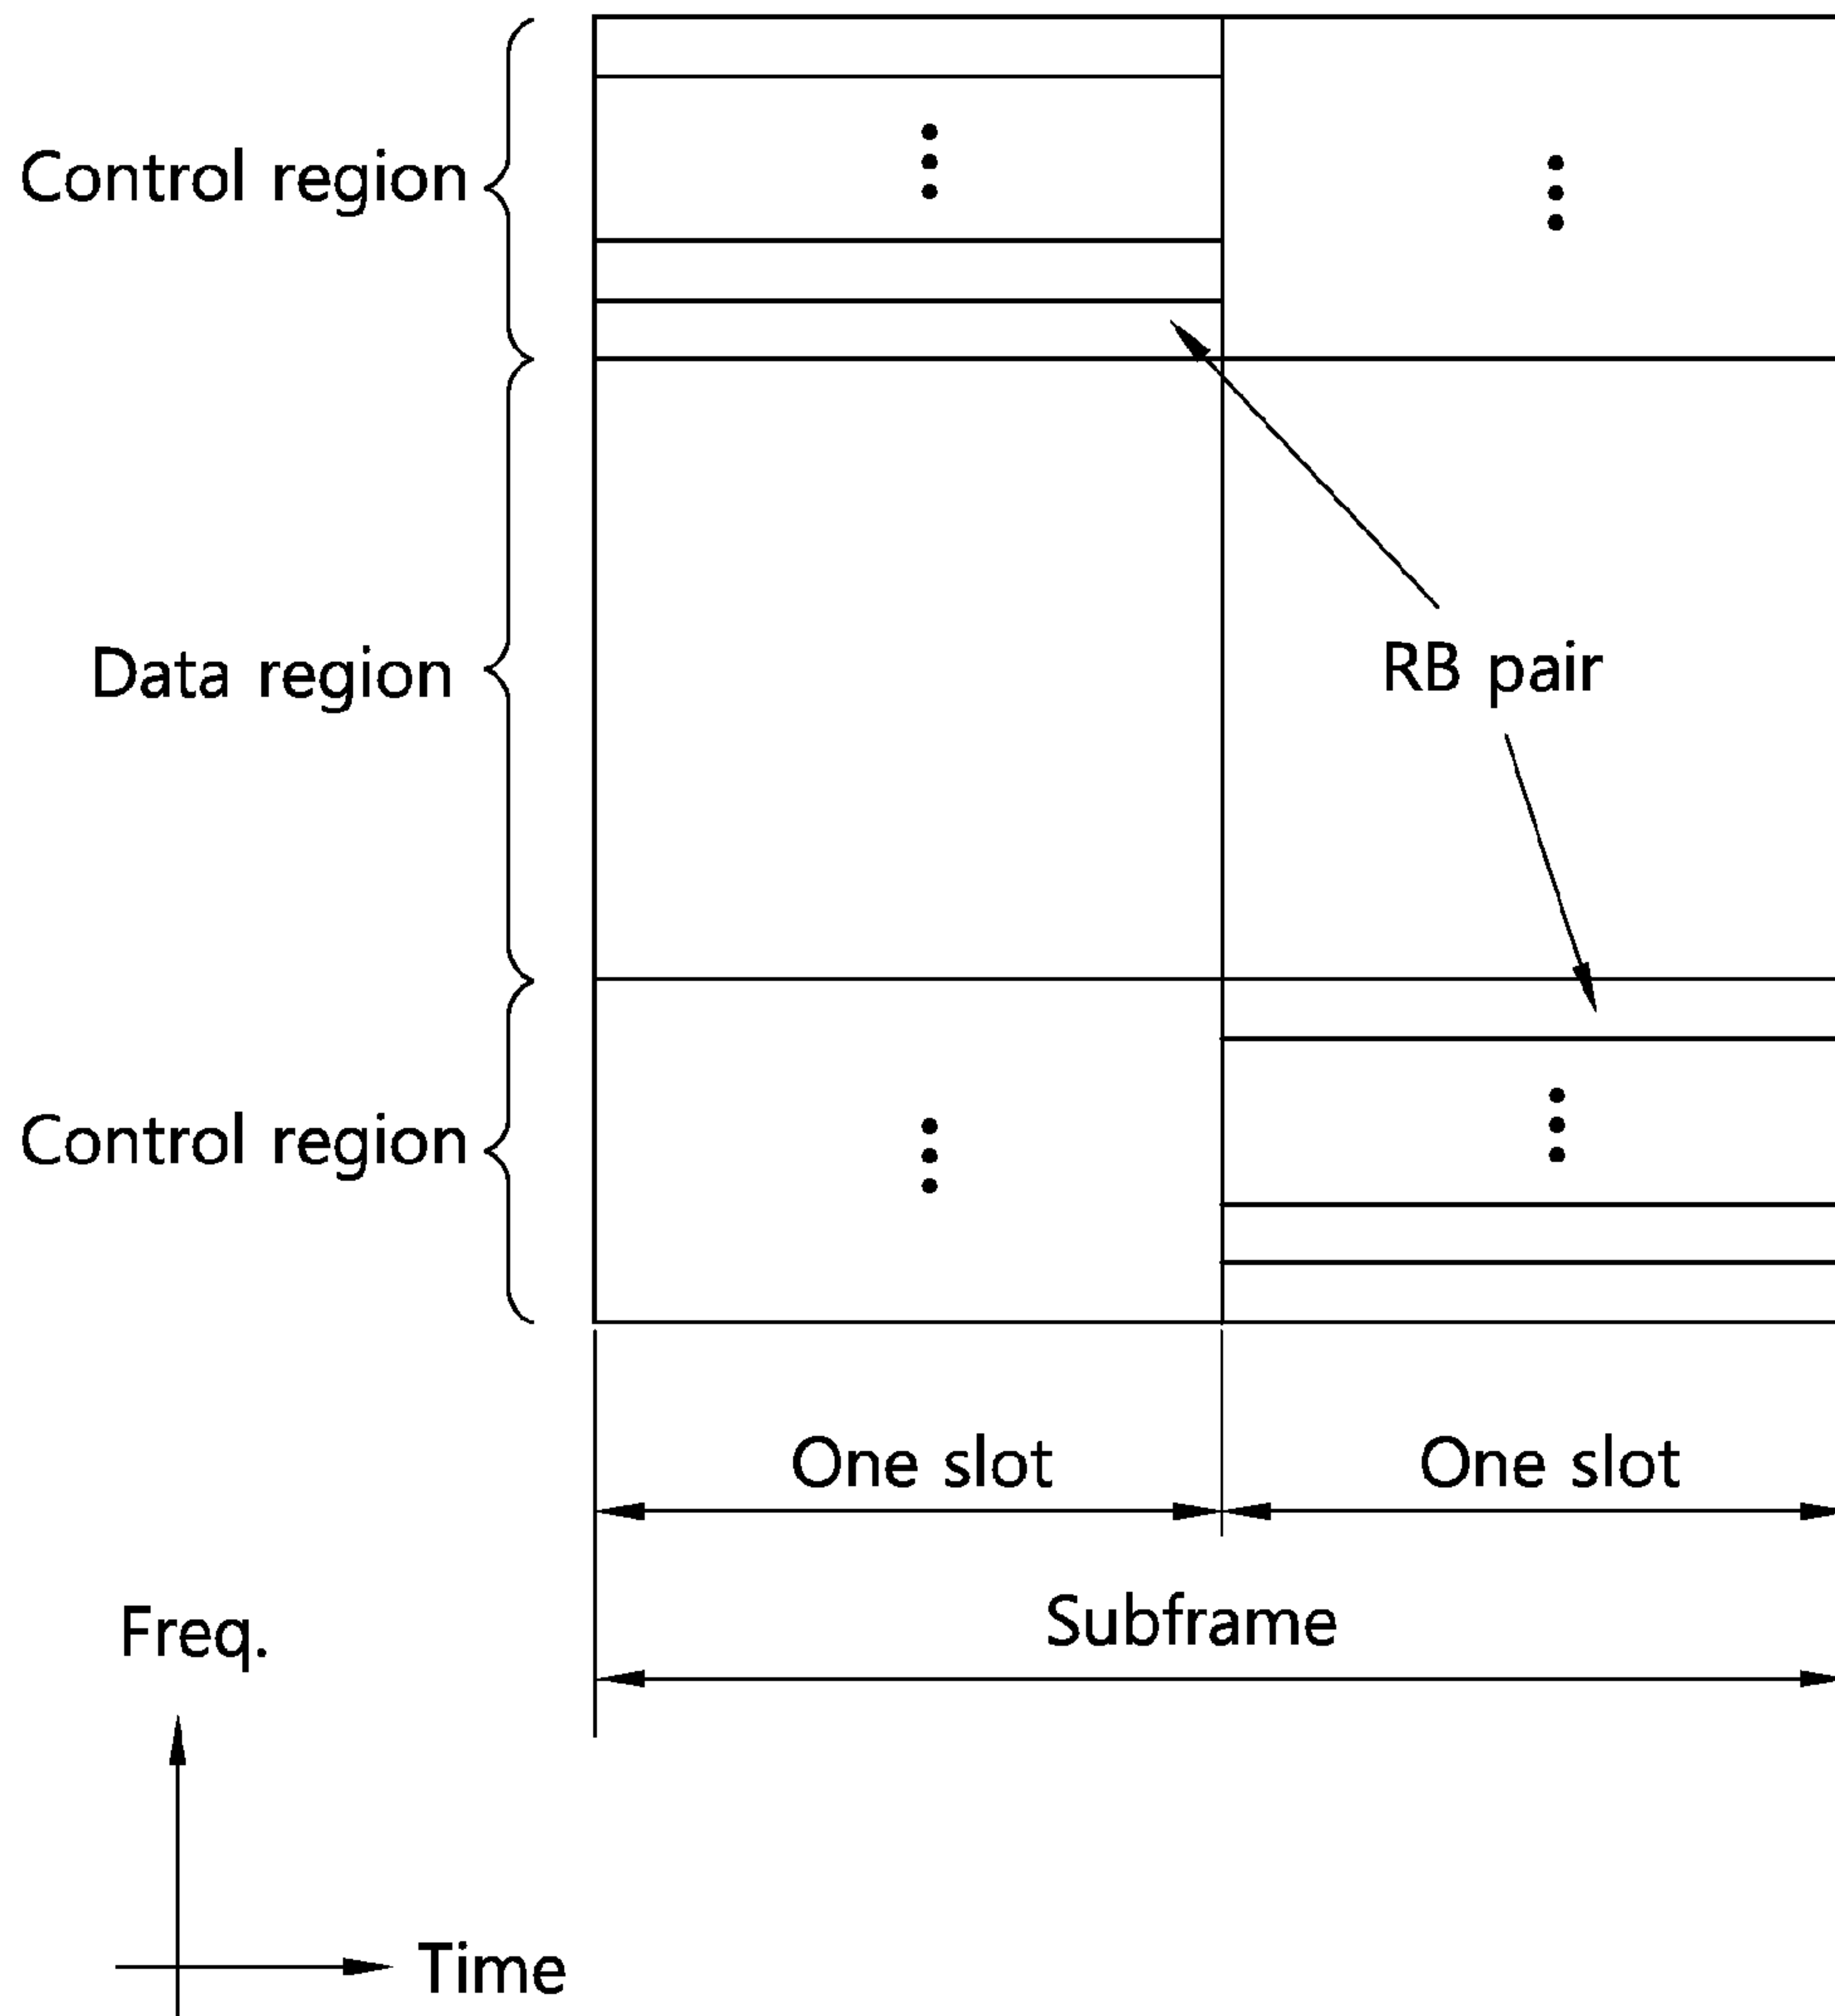 Control region
Data region
RB pair
Control region
One slot
One slot
Subframe
Freq.
Time